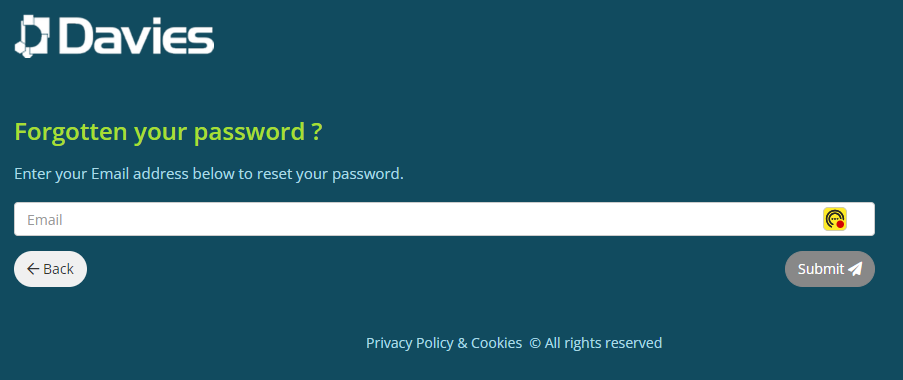 Davies
Forgotten your password ?
Enter your Email address below to reset your password.
Email
Back
Submit
Privacy Policy & Cookies © All rights reserved